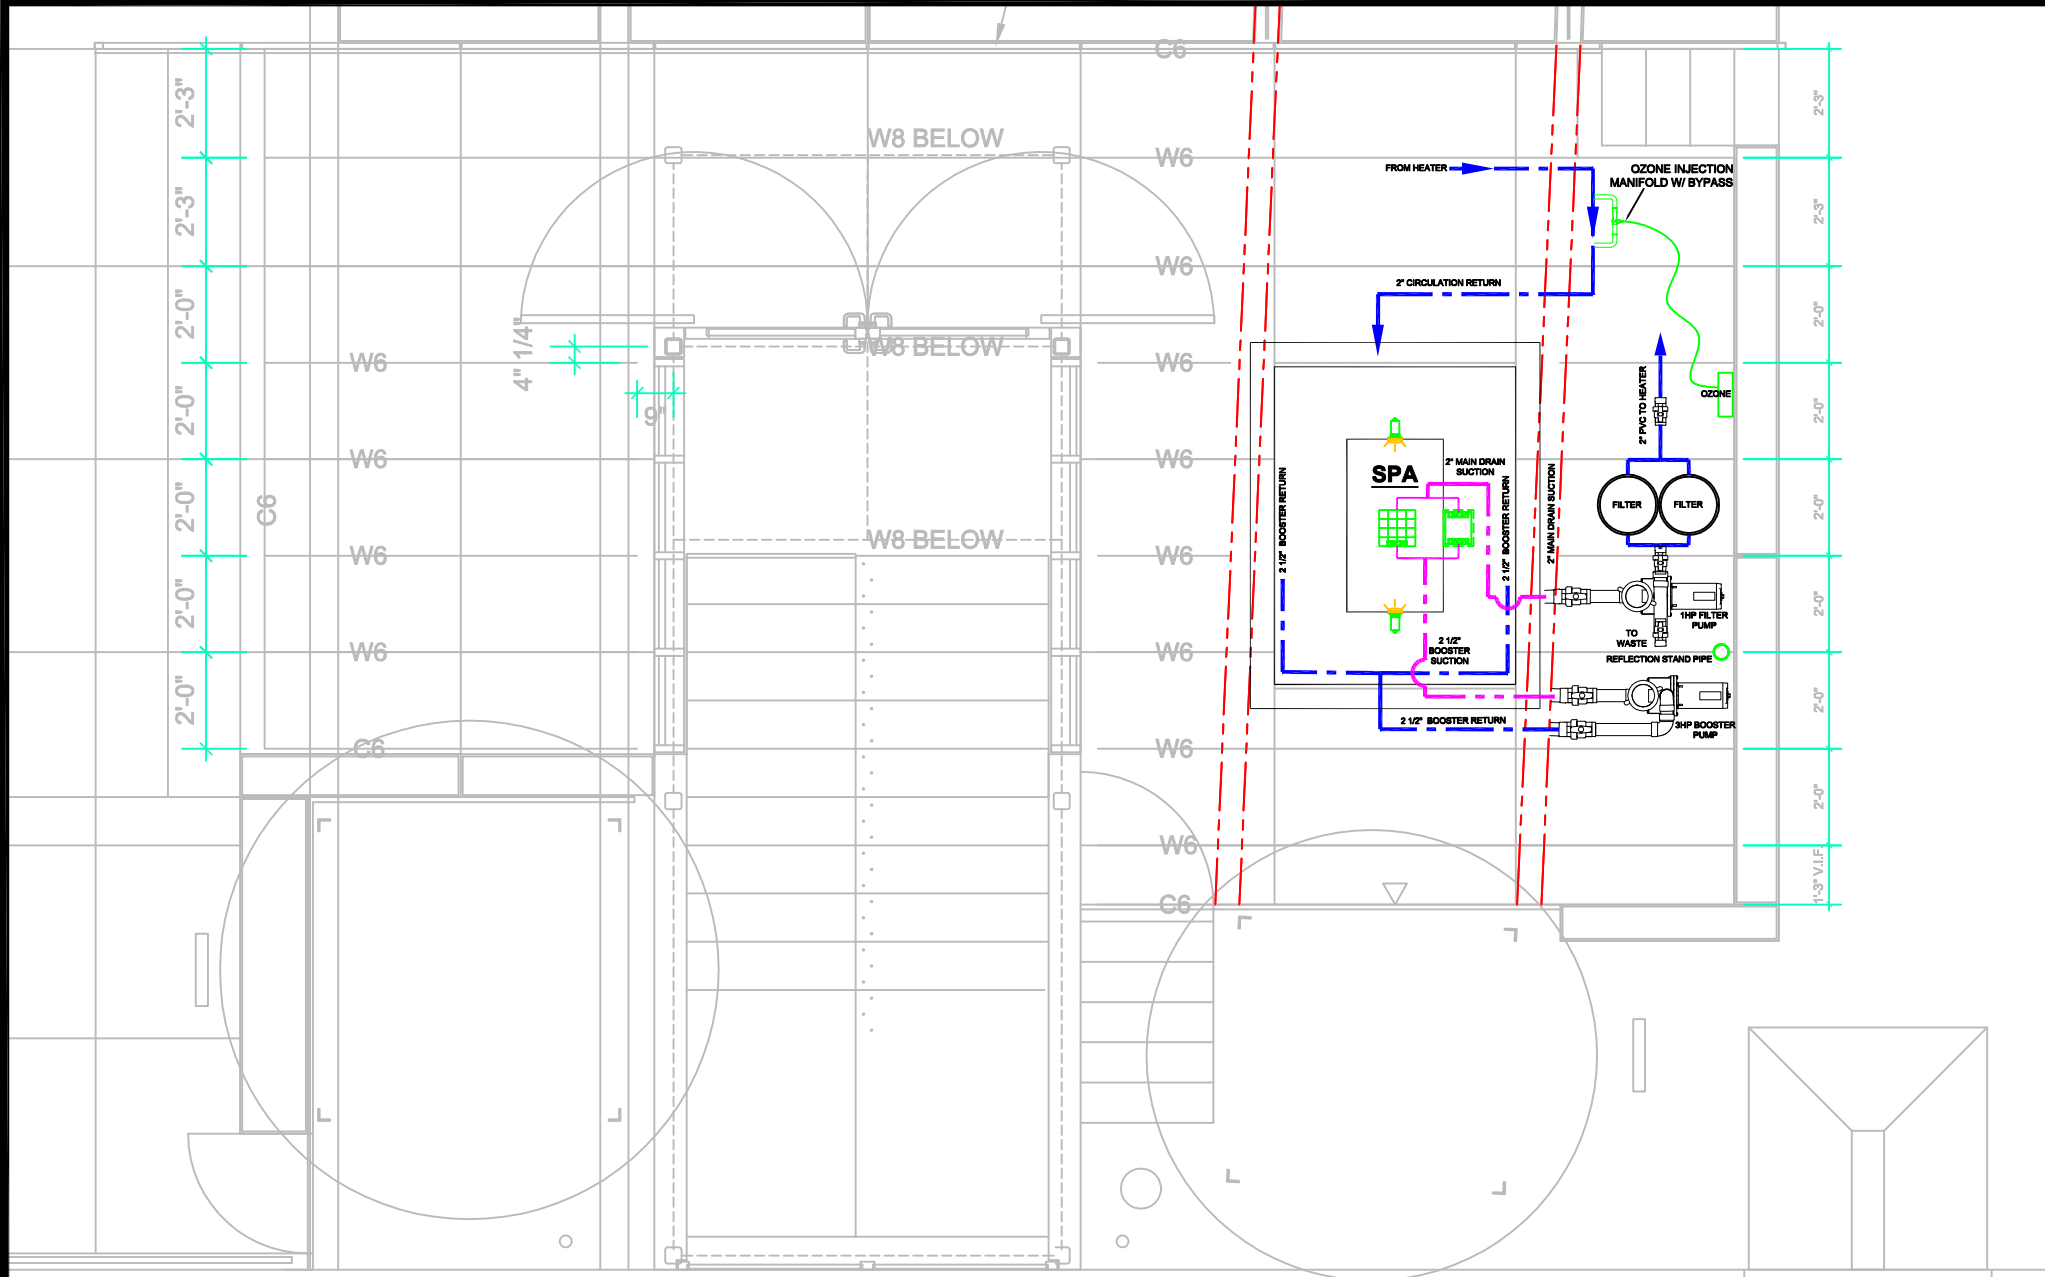 C6
2'-3"
2'-3"
W8 BELOW
W6
FROM HEATER
OZONE INJECTION
MANIFOLD W/ BYPASS
2'-3"
2'-3"
W6
2" CIRCULATION RETURN
2'-0"
4" 1/4"
W8 BELOW
2'-0"
W6
W6
2" PVC TO HEATER
OZONE
2'-0"
9"
2'-0"
W6
W6
SPA
2" MAIN DRAIN
SUCTION
2 1/2" BOOSTER RETURN
2 1/2" BOOSTER RETURN
2" MAIN DRAIN SUCTION
FILTER
FILTER
2'-0"
C6
2'-0"
W8 BELOW
W6
W6
2'-0"
2'-0"
1HP FILTER
PUMP
TO
WASTE
2 1/2"
BOOSTER
SUCTION
REFLECTION STAND PIPE
W6
W6
2'-0"
2'-0"
2 1/2" BOOSTER RETURN
3HP BOOSTER
PUMP
C6
W6
2'-0"
W6
1'-3" V.I.F.
C6